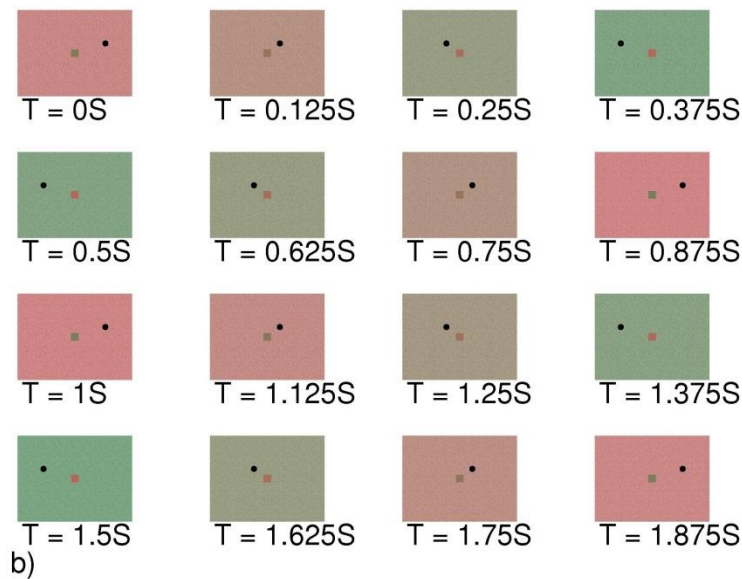 T = 0S T = 0.125S T = 0.25S T = 0.375S
T = 0.5S T = 0.625S T = 0.75S T = 0.875S
T = 1S T = 1.125S T = 1.25S T = 1.375S
T = 1.5S T = 1.625S T = 1.75S T = 1.875S
b)